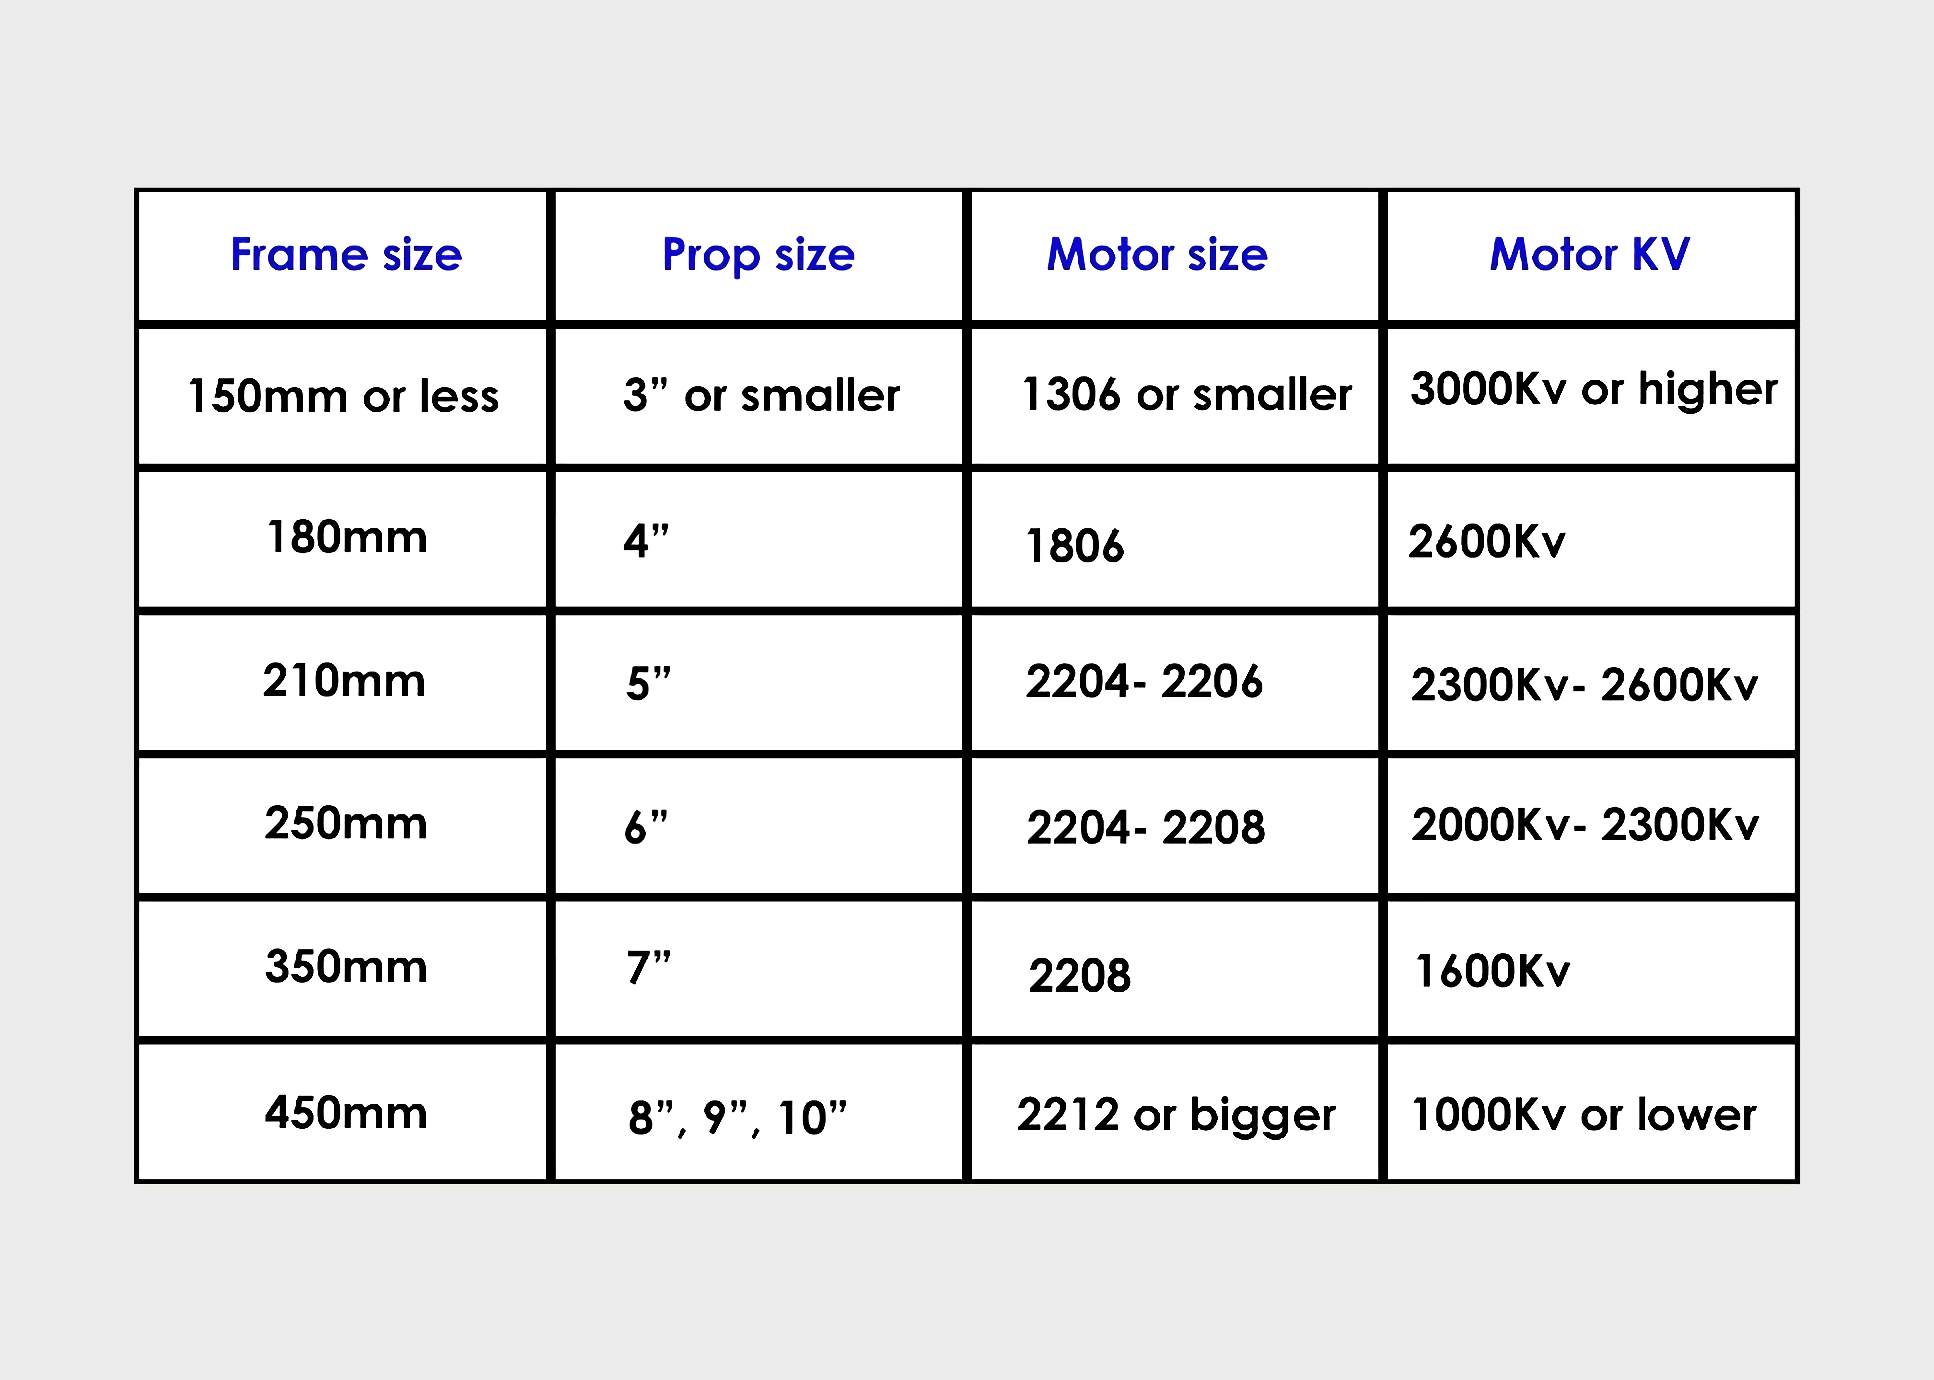 Frame size Prop size Motor size Motor KV
150mm or less 3” or smaller 1306 or smaller 3000Kv or higher
180mm 4” 1806 2600Kv
210mm 5” 2204- 2206 2300Kv- 2600Kv
250mm 6” 2204- 2208 2000Kv- 2300Kv
350mm 7” 2208 1600Kv
450mm 8”, 9”, 10” 2212 or bigger 1000Kv or lower